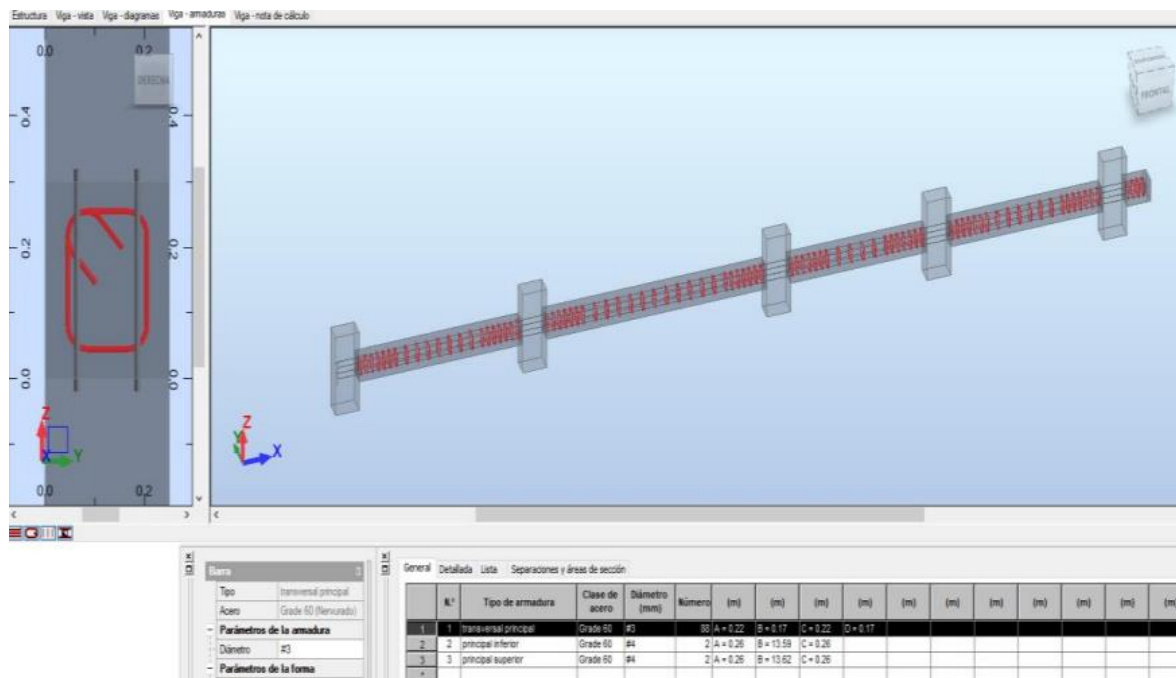 Estructura Viga - vista Viga - diagramas Viga - armaduras Viga - nota de cálculo
0.0 0.2
DERECHA
FRONTAL
0.4 0.4
0.2 0.2
0.0 0.0
Z
X Y
Z
Y X
0.0 0.2
Barra
Tipo transversal principal
Acero Grade 60 (Nervurado)
Parámetros de la armadura
Diámetro #3
Parámetros de la forma
General Detallada Lista Separaciones y áreas de sección
N.° Tipo de armadura Clase de acero Diámetro (mm) Número (m) (m) (m) (m) (m) (m) (m) (m) (m) (m)
1 1 transversal principal Grade 60 #3 88 A = 0.22 B = 0.17 C = 0.22 D = 0.17
2 2 principal inferior Grade 60 #4 2 A = 0.26 B = 13.59 C = 0.26
3 3 principal superior Grade 60 #4 2 A = 0.26 B = 13.62 C = 0.26
*